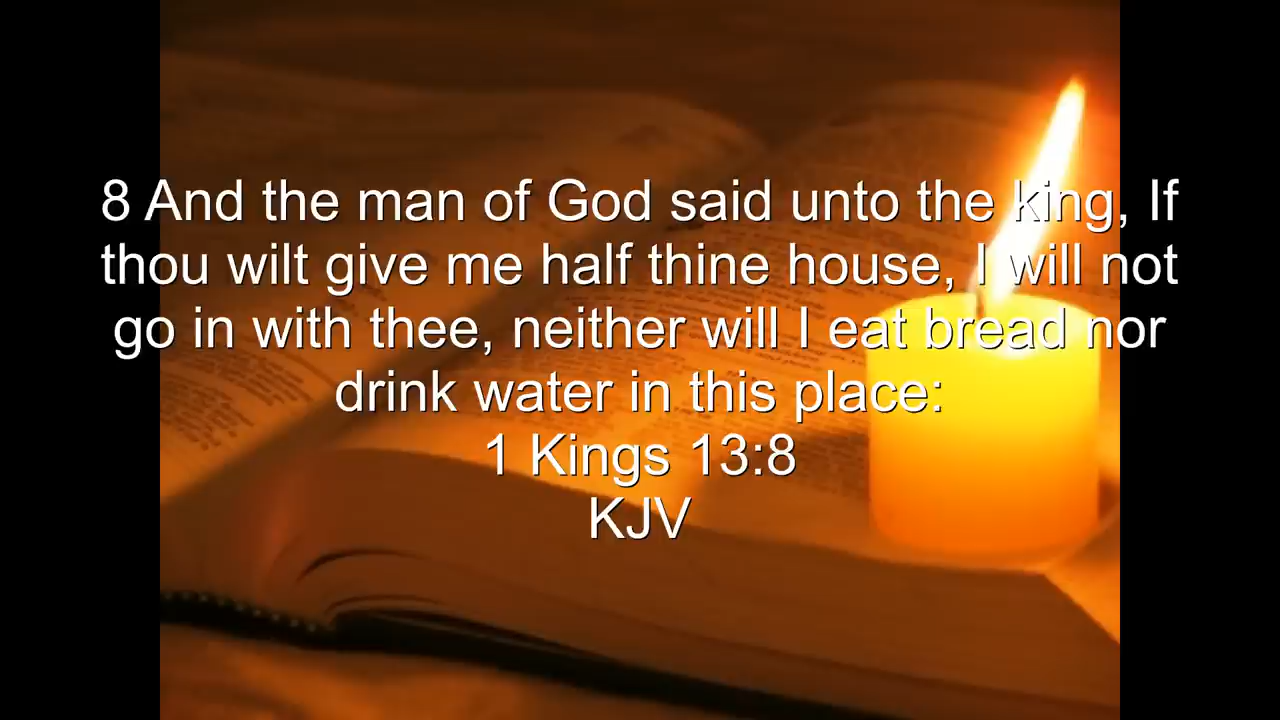 8 And the man of God said unto the king, If
thou wilt give me half thine house, I will not
go in with thee, neither will I eat bread nor
drink water in this place:
1 Kings 13:8
KJV